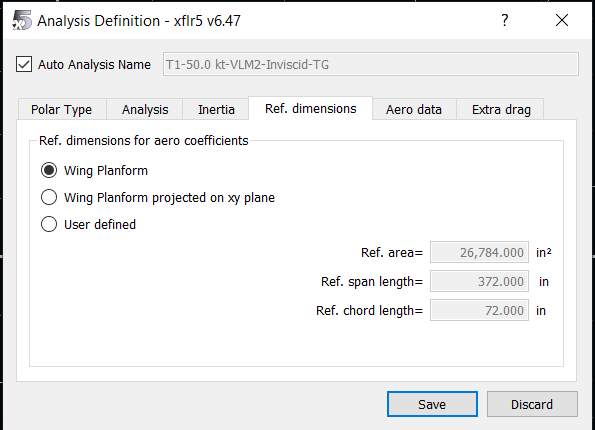 Analysis Definition - xflr5 v6.47
Auto Analysis Name T1-50.0 kt-VLM2-Inviscid-TG
Polar Type Analysis Inertia Ref. dimensions Aero data Extra drag
Ref. dimensions for aero coefficients
Wing Planform
Wing Planform projected on xy plane
User defined
Ref. area= 26,784.000 in²
Ref. span length= 372.000 in
Ref. chord length= 72.000 in
Save Discard